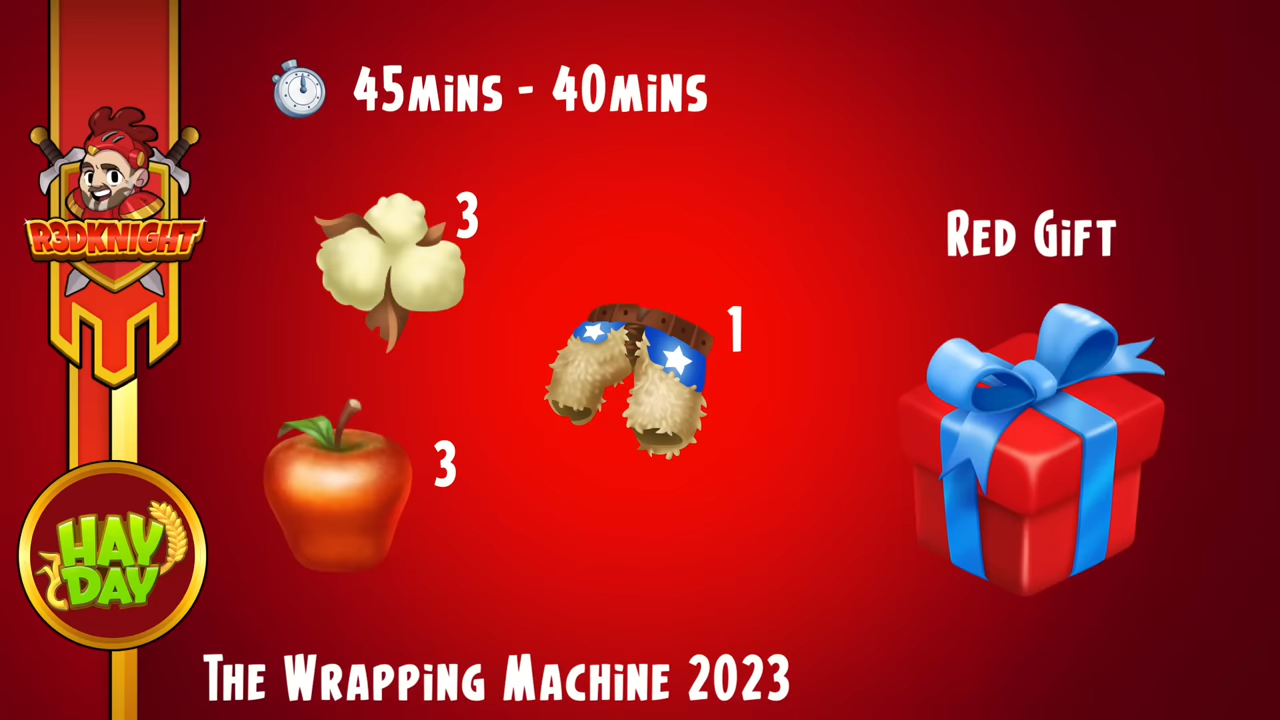 45mins - 40mins
3
Red Gift
R3DKNIGHT
1
3
HAY
DAY
The Wrapping Machine 2023